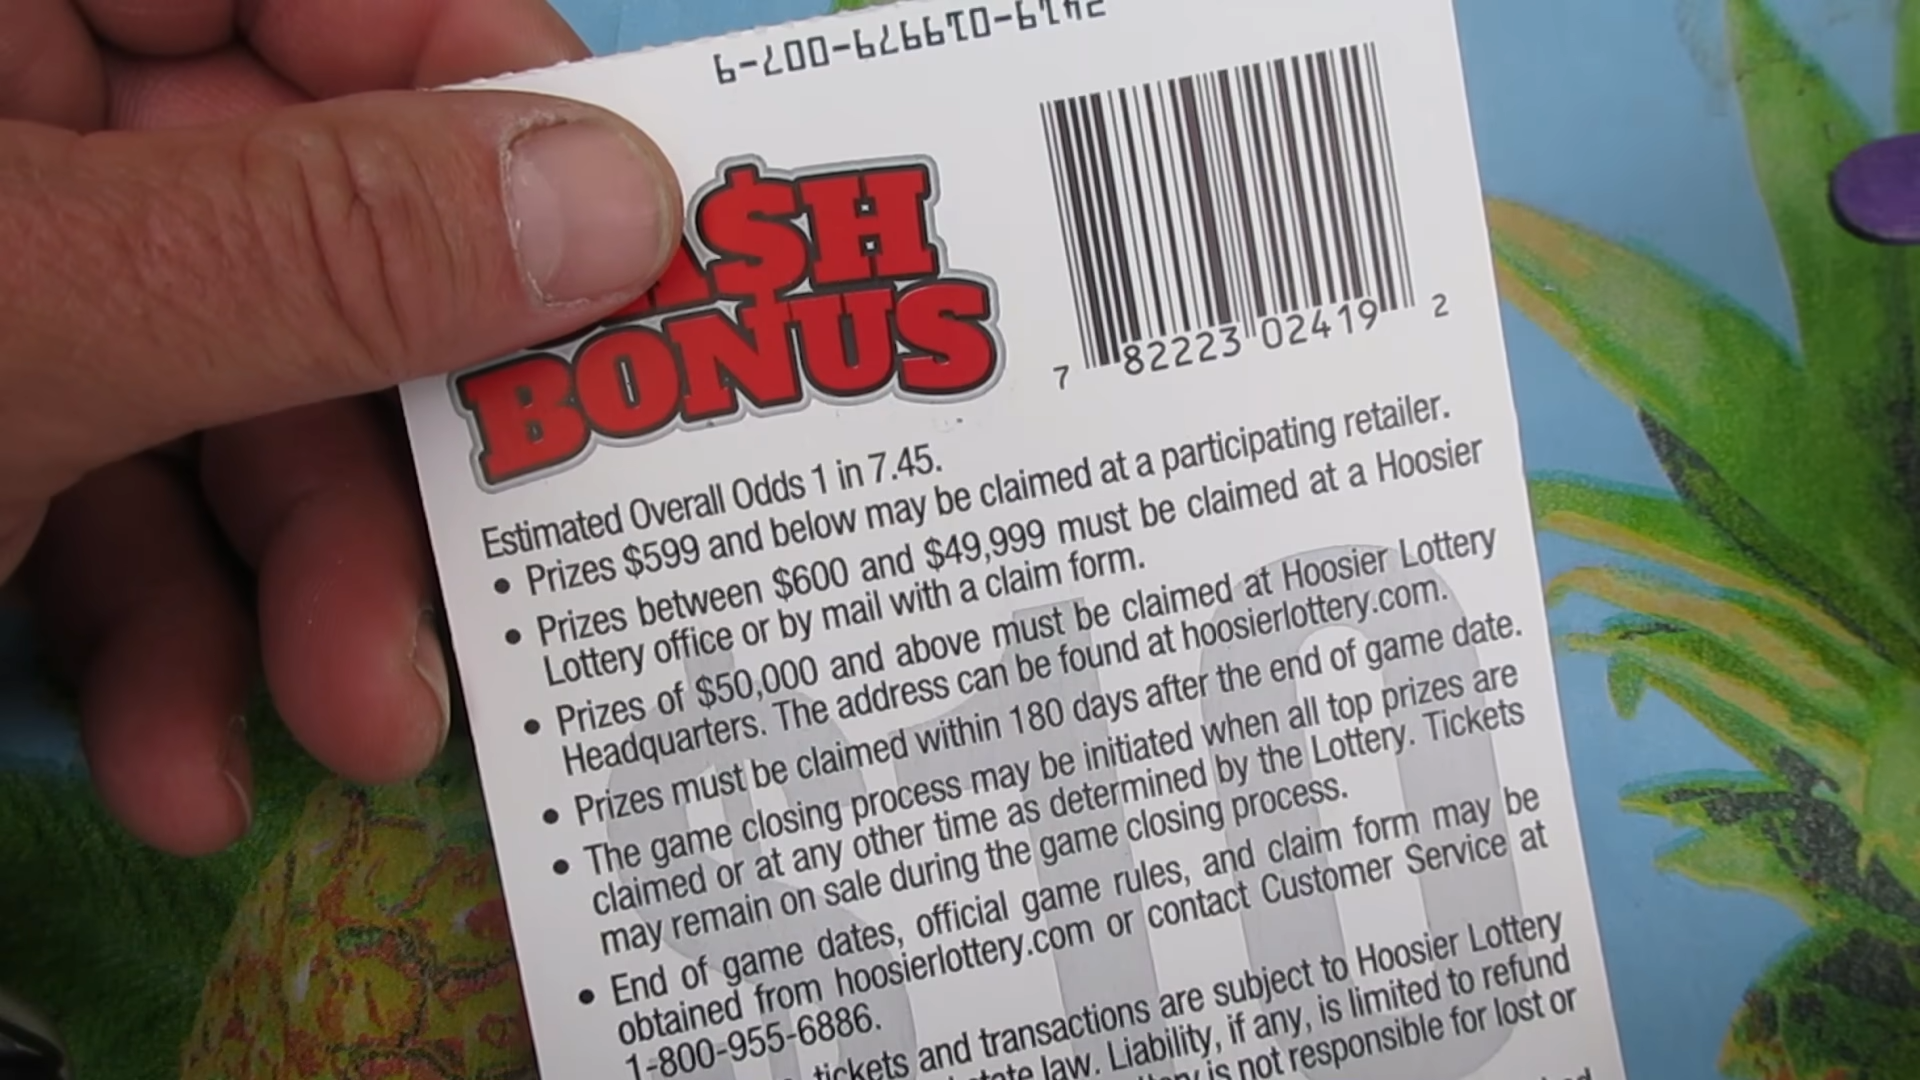 2419-019979-007-9
A$H
BONUS
7 82223 02419 2
Estimated Overall Odds 1 in 7.45.
• Prizes $599 and below may be claimed at a participating retailer.
• Prizes between $600 and $49,999 must be claimed at a Hoosier
Lottery office or by mail with a claim form.
• Prizes of $50,000 and above must be claimed at Hoosier Lottery
Headquarters. The address can be found at hoosierlottery.com.
• Prizes must be claimed within 180 days after the end of game date.
• The game closing process may be initiated when all top prizes are
claimed or at any other time as determined by the Lottery. Tickets
may remain on sale during the game closing process.
• End of game dates, official game rules, and claim form may be
obtained from hoosierlottery.com or contact Customer Service at
1-800-955-6886.
tickets and transactions are subject to Hoosier Lottery
state law. Liability, if any, is limited to refund
is not responsible for lost or
$10